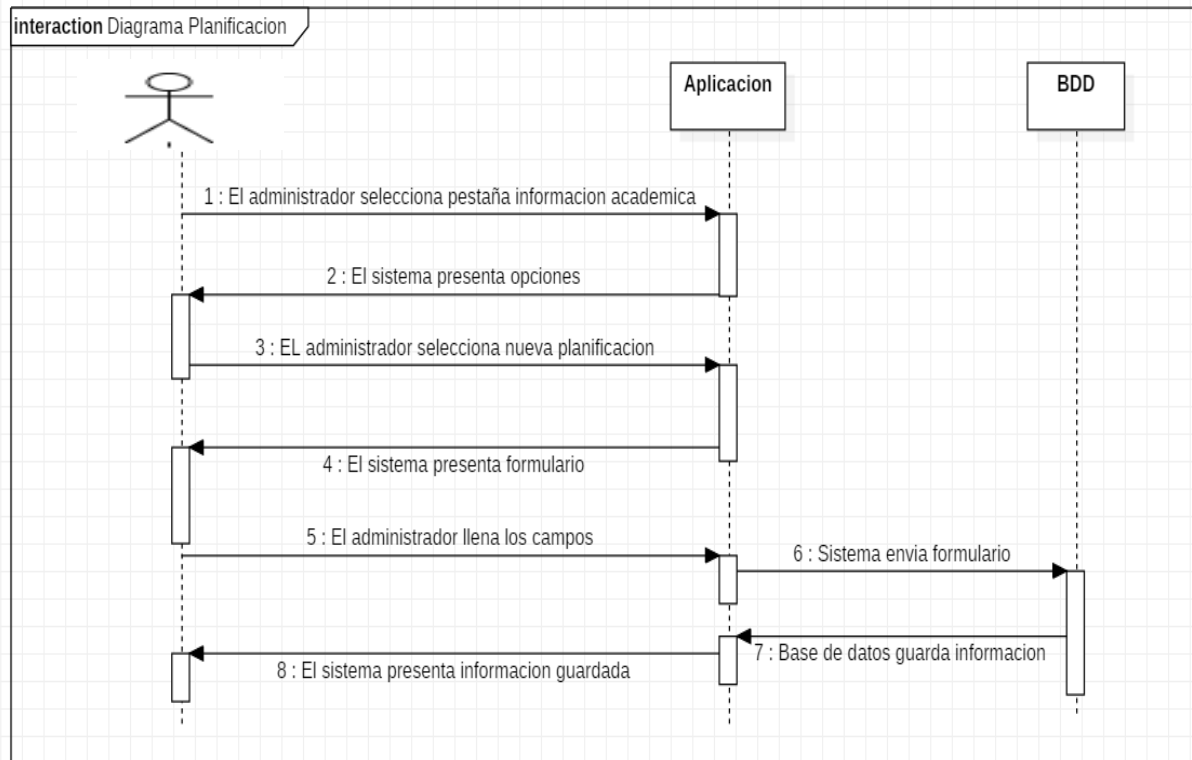 interaction Diagrama Planificacion
Aplicacion
BDD
1 : El administrador selecciona pestaña informacion academica
2 : El sistema presenta opciones
3 : EL administrador selecciona nueva planificacion
4 : El sistema presenta formulario
5 : El administrador llena los campos
6 : Sistema envia formulario
7 : Base de datos guarda informacion
8 : El sistema presenta informacion guardada